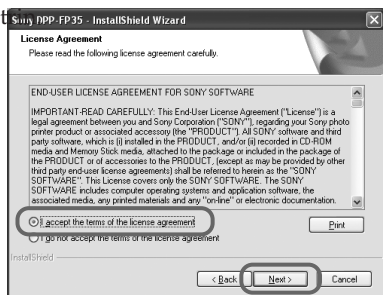 Sony DPP-FP35 - InstallShield Wizard
License Agreement
Please read the following license agreement carefully.
END-USER LICENSE AGREEMENT FOR SONY SOFTWARE
IMPORTANT-READ CAREFULLY: This End-User License Agreement ("License") is a
legal agreement between you and Sony Corporation ("SONY"), regarding your Sony photo
printer product or associated accessory (the "PRODUCT"). All SONY software and third
party software, which is (i) installed in the PRODUCT, and/or (ii) recorded in CD-ROM
media and Memory Stick media, attached to the package or included in the package of
the PRODUCT or of accessories to the PRODUCT, (except as may be provided by other
third party end-user license agreements) shall be referred to herein as the "SONY
SOFTWARE". This License covers only the SONY SOFTWARE. The SONY
SOFTWARE includes computer operating systems and application software, the
associated media, any printed materials and any "on-line" or electronic documentation.
I accept the terms of the license agreement
Print
I do not accept the terms of the license agreement
InstallShield
< Back
Next >
Cancel